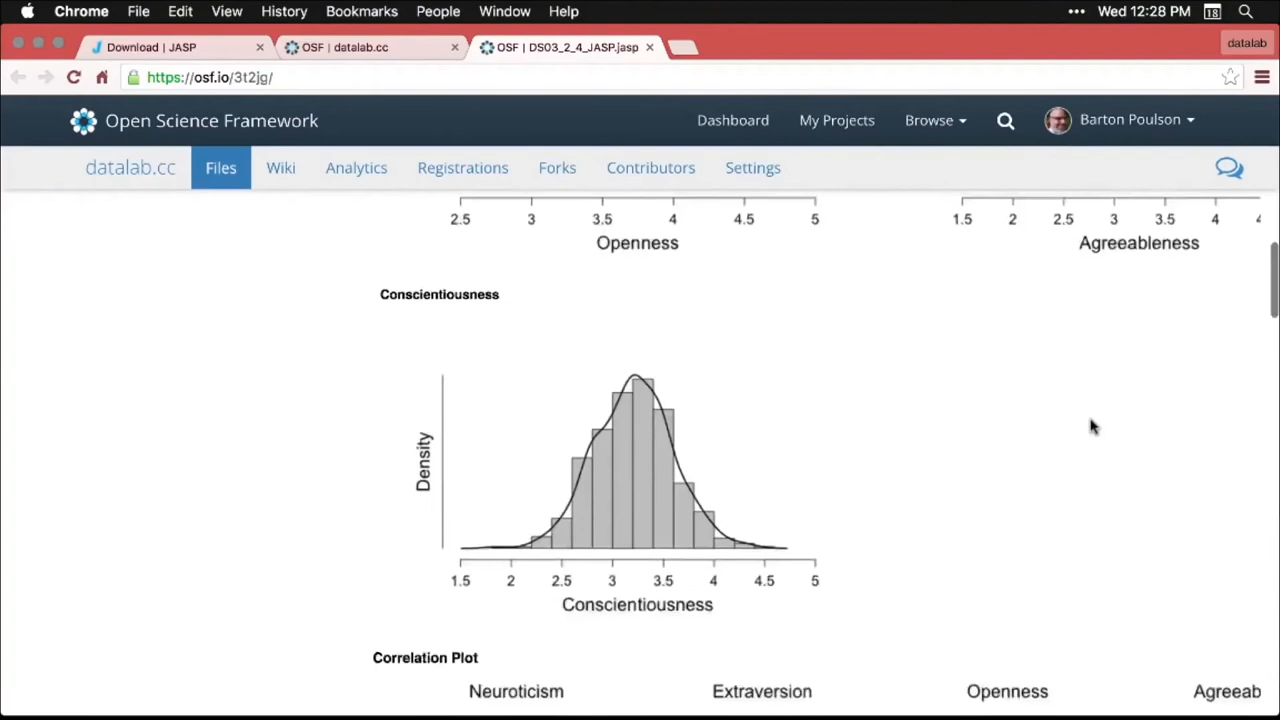 Chrome File Edit View History Bookmarks People Window Help ••• Wed 12:28 PM 18
Download | JASP × OSF | datalab.cc × OSF | DS03_2_4_JASP.jasp × datalab
https://osf.io/3t2jg/
Open Science Framework Dashboard My Projects Browse Barton Poulson
datalab.cc Files Wiki Analytics Registrations Forks Contributors Settings
2.5 3 3.5 4 4.5 5 1.5 2 2.5 3 3.5 4
Openness Agreeableness
Conscientiousness
Density
1.5 2 2.5 3 3.5 4 4.5 5
Conscientiousness
Correlation Plot
Neuroticism Extraversion Openness Agreeab